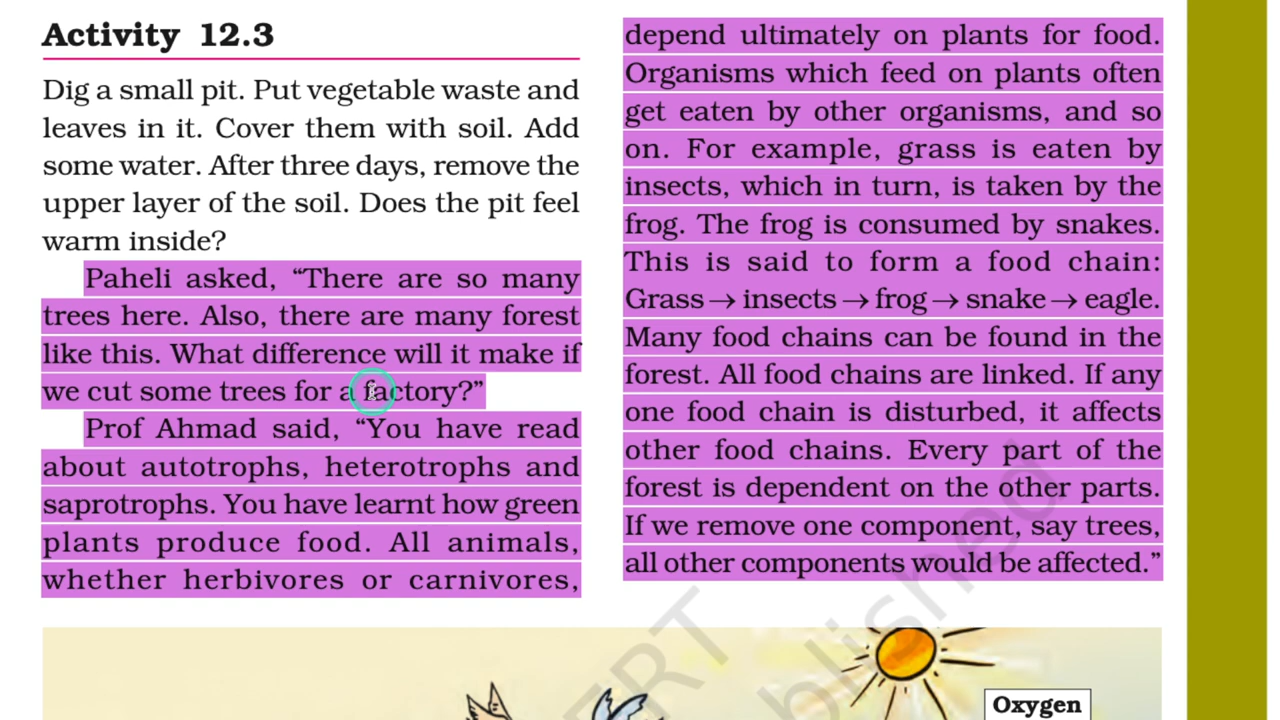 Activity 12.3
Dig a small pit. Put vegetable waste and
leaves in it. Cover them with soil. Add
some water. After three days, remove the
upper layer of the soil. Does the pit feel
warm inside?
Paheli asked, “There are so many
trees here. Also, there are many forest
like this. What difference will it make if
we cut some trees for a factory?”
Prof Ahmad said, “You have read
about autotrophs, heterotrophs and
saprotrophs. You have learnt how green
plants produce food. All animals,
whether herbivores or carnivores,
depend ultimately on plants for food.
Organisms which feed on plants often
get eaten by other organisms, and so
on. For example, grass is eaten by
insects, which in turn, is taken by the
frog. The frog is consumed by snakes.
This is said to form a food chain:
Grass → insects → frog → snake → eagle.
Many food chains can be found in the
forest. All food chains are linked. If any
one food chain is disturbed, it affects
other food chains. Every part of the
forest is dependent on the other parts.
If we remove one component, say trees,
all other components would be affected.”
Oxygen